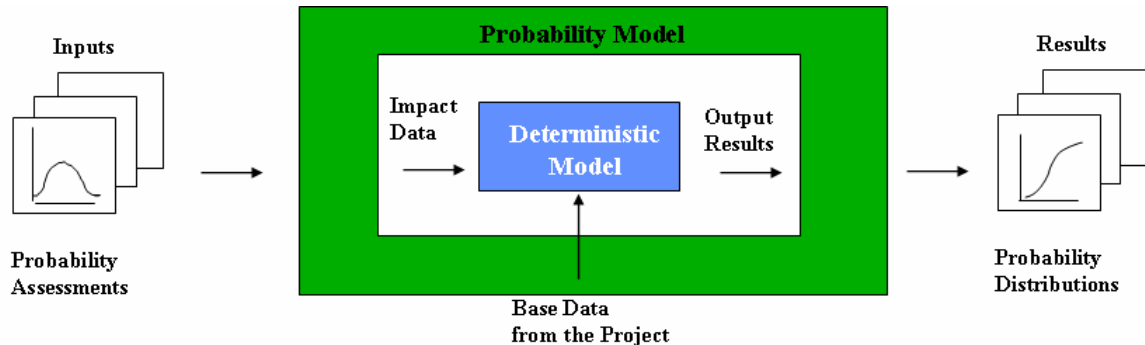 Inputs
Probability
Assessments
Probability Model
Impact
Data
Deterministic
Model
Output
Results
Base Data
from the Project
Results
Probability
Distributions